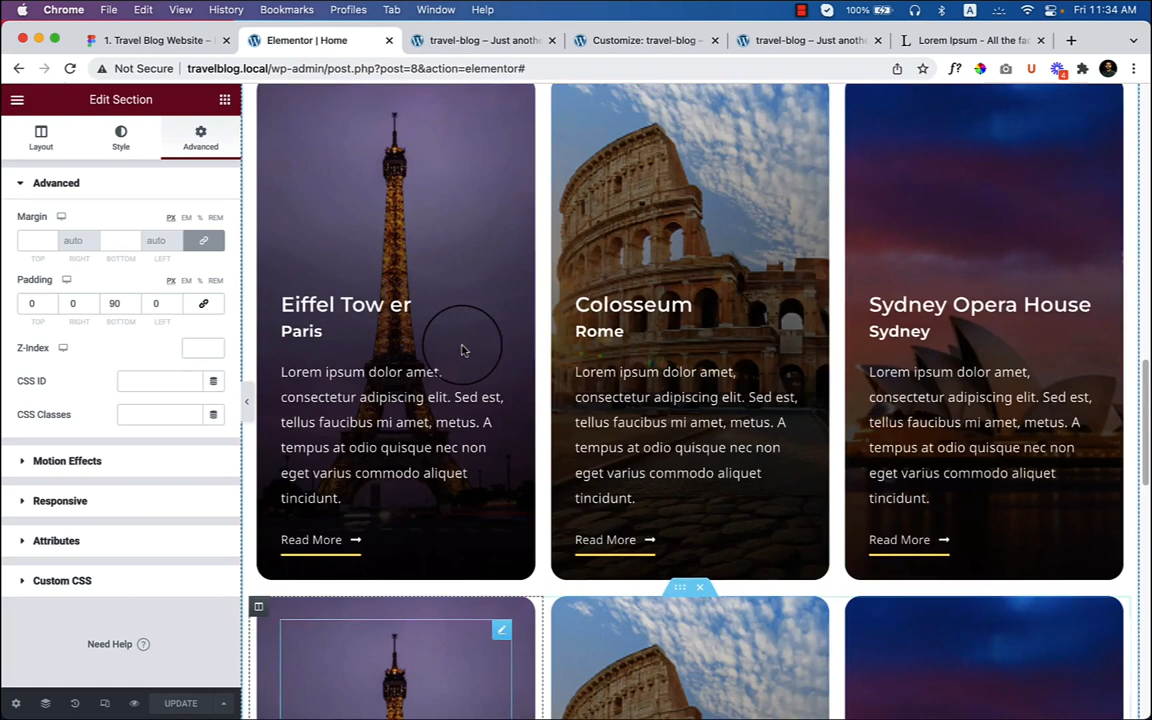 Chrome File Edit View History Bookmarks Profiles Tab Window Help 100% A Fri 11:34 AM
1. Travel Blog Website – Elementor | Home travel-blog – Just anothe Customize: travel-blog – travel-blog – Just anothe Lorem Ipsum - All the fac
Not Secure travelblog.local/wp-admin/post.php?post=8&action=elementor# f? U 4
Edit Section
Layout Style Advanced
Advanced
Margin PX EM % REM
auto auto
TOP RIGHT BOTTOM LEFT
Padding PX EM % REM
0 0 90 0
TOP RIGHT BOTTOM LEFT
Z-Index
CSS ID
CSS Classes
Motion Effects
Responsive
Attributes
Custom CSS
Need Help ?
UPDATE
Eiffel Tow er
Paris
Lorem ipsum dolor amet,
consectetur adipiscing elit. Sed est,
tellus faucibus mi amet, metus. A
tempus at odio quisque nec non
eget varius commodo aliquet
tincidunt.
Read More
Colosseum
Rome
Lorem ipsum dolor amet,
consectetur adipiscing elit. Sed est,
tellus faucibus mi amet, metus. A
tempus at odio quisque nec non
eget varius commodo aliquet
tincidunt.
Read More
Sydney Opera House
Sydney
Lorem ipsum dolor amet,
consectetur adipiscing elit. Sed est,
tellus faucibus mi amet, metus. A
tempus at odio quisque nec non
eget varius commodo aliquet
tincidunt.
Read More